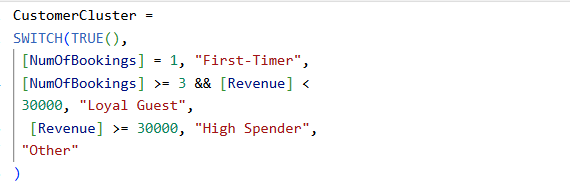 CustomerCluster =
SWITCH(TRUE(),
[NumOfBookings] = 1, "First-Timer",
[NumOfBookings] >= 3 && [Revenue] <
30000, "Loyal Guest",
[Revenue] >= 30000, "High Spender",
"Other"
)